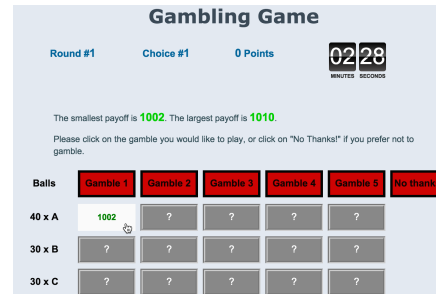 Gambling Game
Round #1 Choice #1 0 Points 02 28
MINUTES SECONDS
The smallest payoff is 1002. The largest payoff is 1010.
Please click on the gamble you would like to play, or click on "No Thanks!" if you prefer not to
gamble.
Balls Gamble 1 Gamble 2 Gamble 3 Gamble 4 Gamble 5 No thank
40 x A 1002 ? ? ? ?
30 x B ? ? ? ? ?
30 x C ? ? ? ? ?